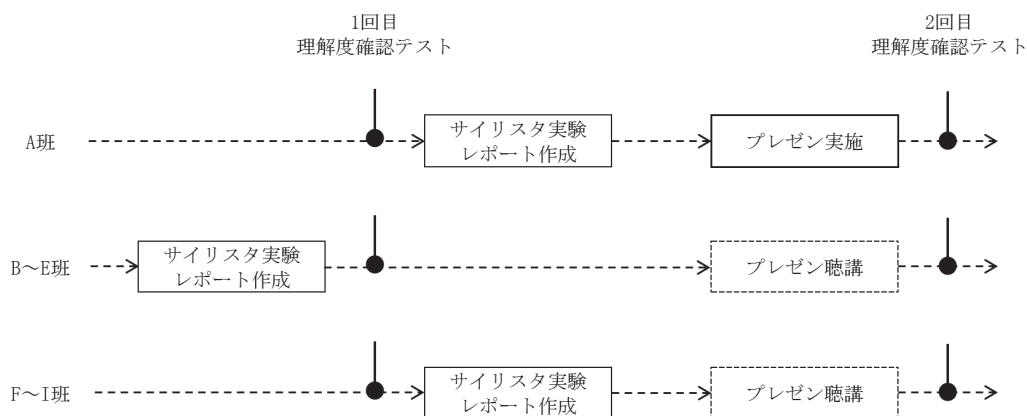 1回目
理解度確認テスト
2回目
理解度確認テスト
A班
サイリスタ実験
レポート作成
プレゼン実施
B～E班
サイリスタ実験
レポート作成
プレゼン聴講
F～I班
サイリスタ実験
レポート作成
プレゼン聴講